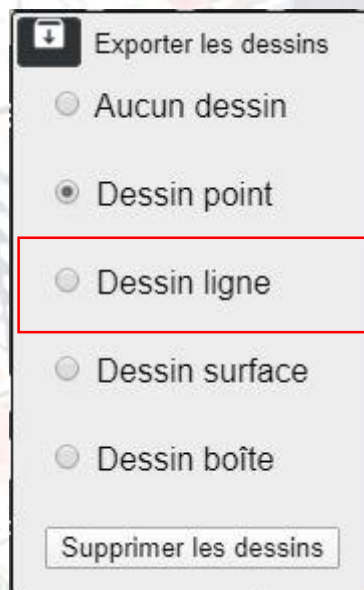 Exporter les dessins
Aucun dessin
Dessin point
Dessin ligne
Dessin surface
Dessin boîte
Supprimer les dessins